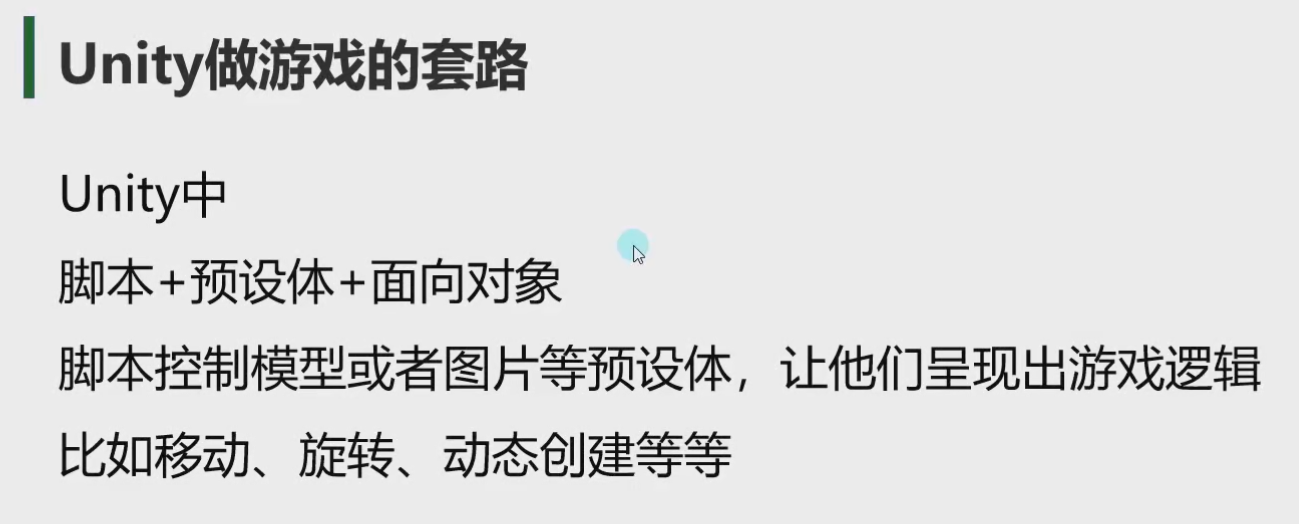 Unity做游戏的套路
Unity中
脚本+预设体+面向对象
脚本控制模型或者图片等预设体，让他们呈现出游戏逻辑
比如移动、旋转、动态创建等等